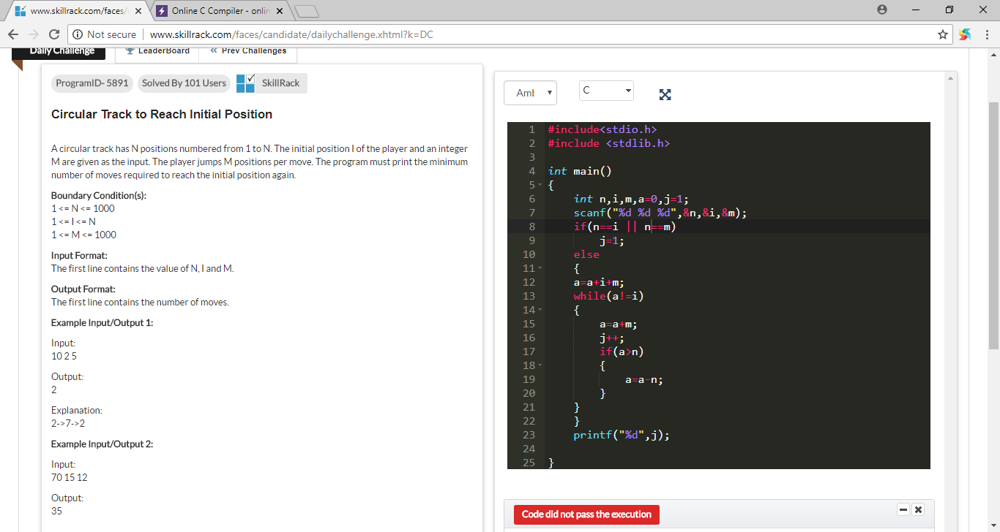 www.skillrack.com/faces/
Online C Compiler - onlin
Not secure
www.skillrack.com/faces/candidate/dailychallenge.xhtml?k=DC
Daily Challenge
LeaderBoard
Prev Challenges
ProgramID- 5891
Solved By 101 Users
SkillRack
Circular Track to Reach Initial Position
A circular track has N positions numbered from 1 to N. The initial position I of the player and an integer
M are given as the input. The player jumps M positions per move. The program must print the minimum
number of moves required to reach the initial position again.
Boundary Condition(s):
1 <= N <= 1000
1 <= I <= N
1 <= M <= 1000
Input Format:
The first line contains the value of N, I and M.
Output Format:
The first line contains the number of moves.
Example Input/Output 1:
Input:
10 2 5
Output:
2
Explanation:
2->7->2
Example Input/Output 2:
Input:
70 15 12
Output:
35
Aml
C
1 #include<stdio.h>
2 #include <stdlib.h>
3
4 int main()
5 {
6 int n,i,m,a=0,j=1;
7 scanf("%d %d %d",&n,&i,&m);
8 if(n==i || n==m)
9 j=1;
10 else
11 {
12 a=a+i+m;
13 while(a!=i)
14 {
15 a=a+m;
16 j++;
17 if(a>n)
18 {
19 a=a-n;
20 }
21 }
22 }
23 printf("%d",j);
24
25 }
Code did not pass the execution